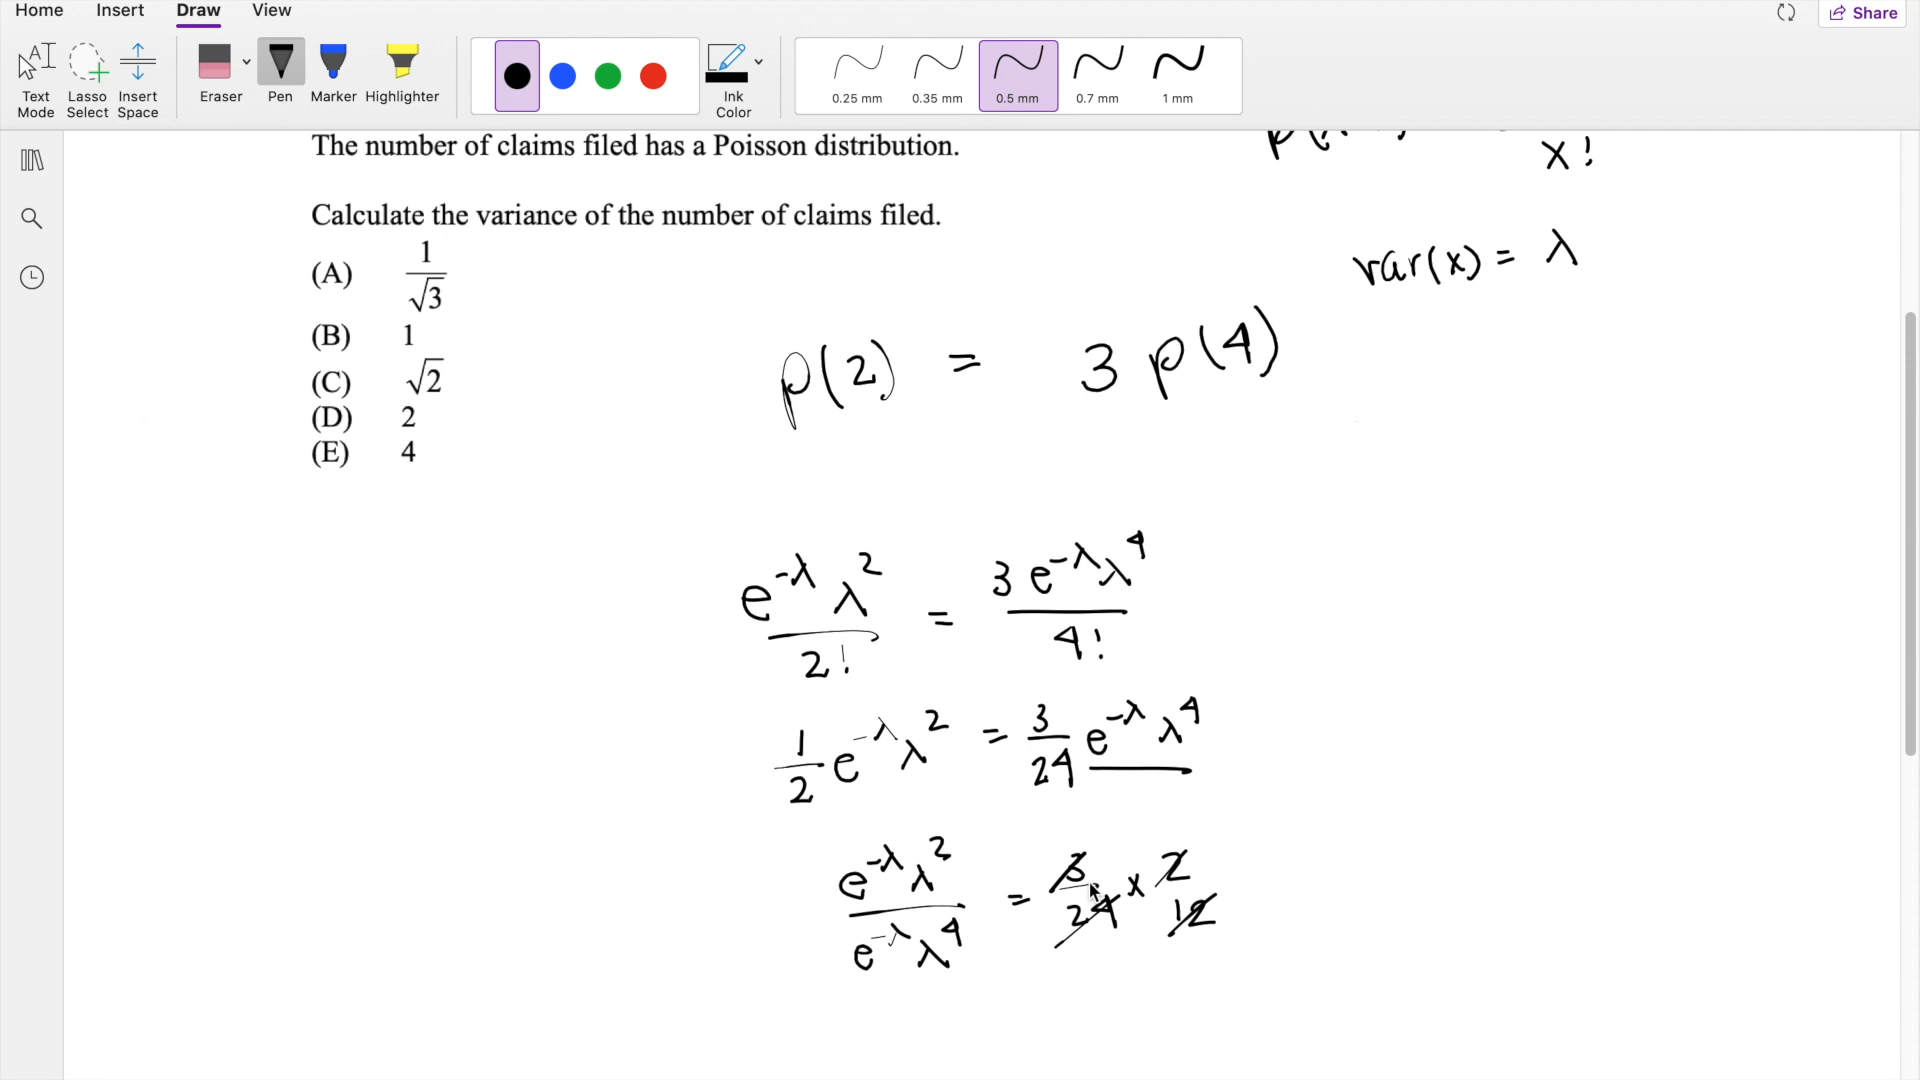 Home Insert Draw View Share
Text Mode Lasso Select Insert Space Eraser Pen Marker Highlighter Ink Color 0.25 mm 0.35 mm 0.5 mm 0.7 mm 1 mm
The number of claims filed has a Poisson distribution.
x!
Calculate the variance of the number of claims filed.
var(x) = λ
(A) 1/√3
(B) 1
(C) √2
(D) 2
(E) 4
p(2) = 3 p(4)
e^-λ λ^2 / 2! = 3 e^-λ λ^4 / 4!
1/2 e^-λ λ^2 = 3/24 e^-λ λ^4
e^-λ λ^2 / e^-λ λ^4 = 3/24 x 2
12